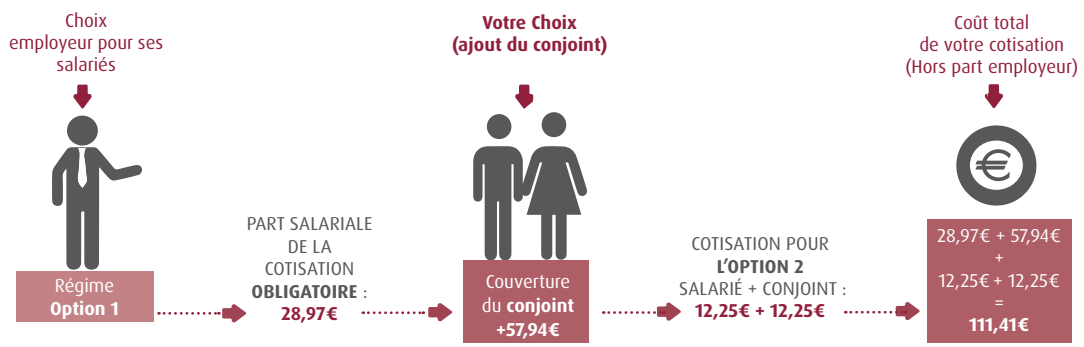 Choix
employeur pour ses
salariés
Régime
Option 1
PART SALARIALE
DE LA
COTISATION
OBLIGATOIRE :
28,97€
Votre Choix
(ajout du conjoint)
Couverture
du conjoint
+57,94€
COTISATION POUR
L'OPTION 2
SALARIÉ + CONJOINT :
12,25€ + 12,25€
Coût total
de votre cotisation
(Hors part employeur)
€
28,97€ + 57,94€
+
12,25€ + 12,25€
=
111,41€